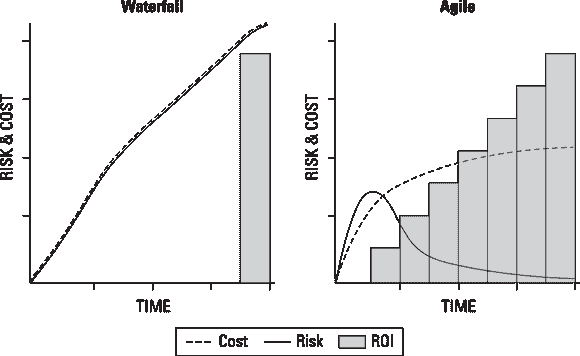 Waterfall
Agile
RISK & COST
RISK & COST
TIME
TIME
Cost
Risk
ROI